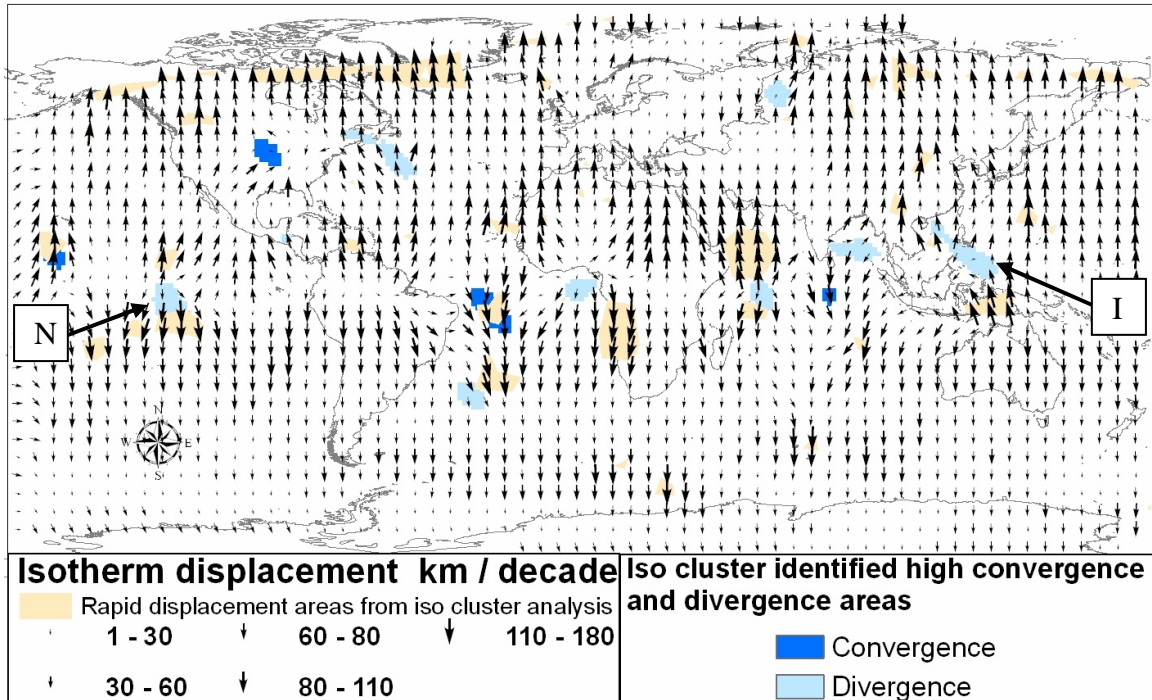 N
I
N
W
E
S
Isotherm displacement km / decade
Rapid displacement areas from iso cluster analysis
1 - 30
60 - 80
110 - 180
30 - 60
80 - 110
Iso cluster identified high convergence
and divergence areas
Convergence
Divergence